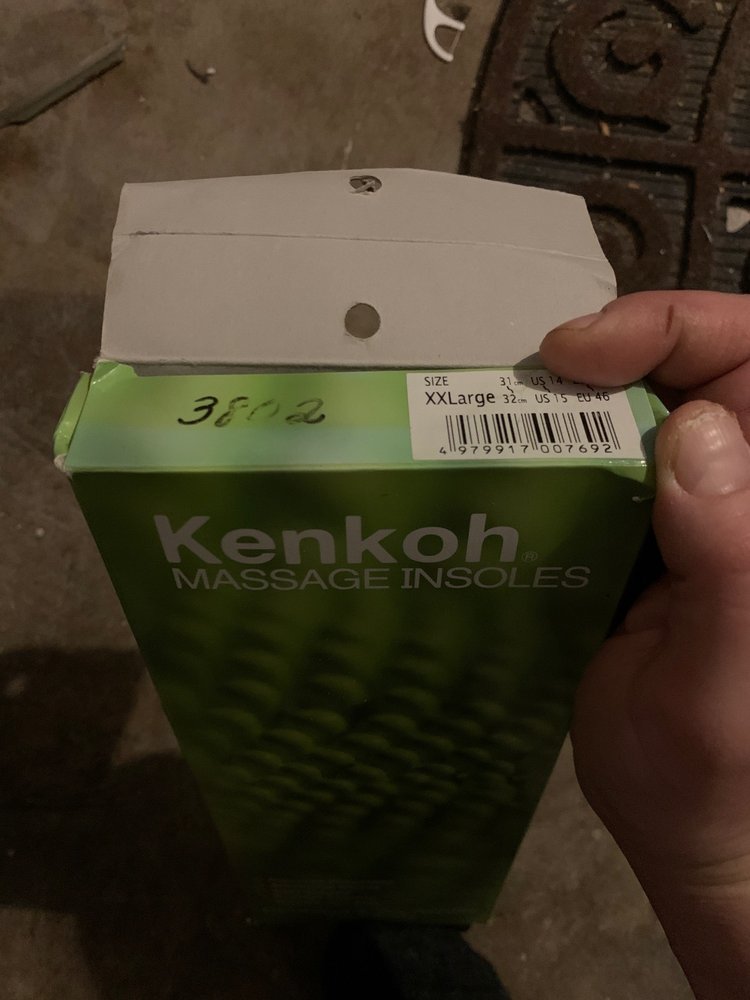 3802
SIZE 31cm US 14
XXLarge 32cm US 15 EU 46
4 979917 007692
Kenkoh®
MASSAGE INSOLES